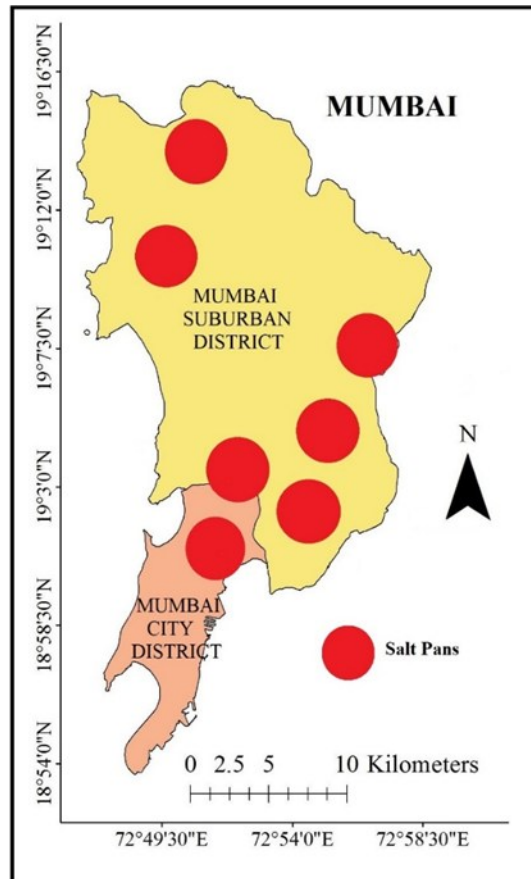 MUMBAI
19°16'30"N
19°12'0"N
19°7'30"N
19°3'0"N
18°58'30"N
18°54'0"N
MUMBAI
SUBURBAN
DISTRICT
N
MUMBAI
CITY
DISTRICT
Salt Pans
0 2.5 5 10 Kilometers
72°49'30"E 72°54'0"E 72°58'30"E